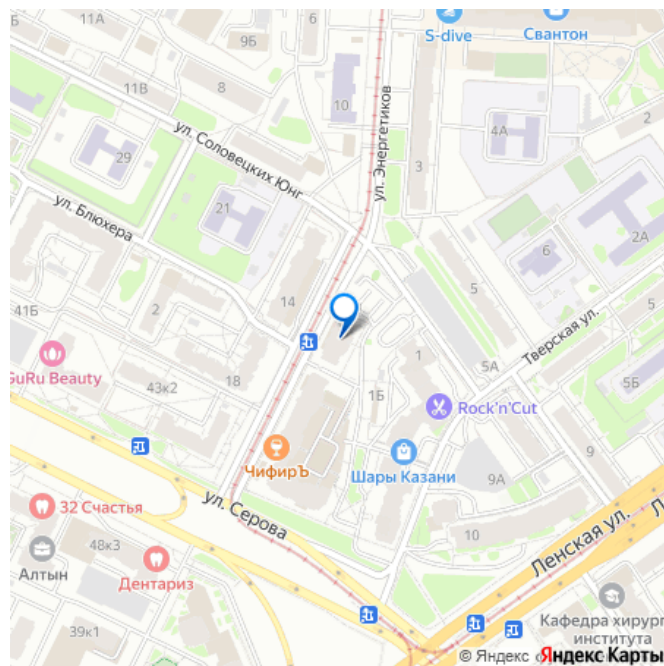 6
9Б
S-dive
Свантон
11В
8
10
ул. Энергетиков
4А
2
ул. Соловецких Юнг
29
3
ул. Блюхера
21
6
2А
14
5
5
41Б
2
Тверская ул.
1
5А
GuRu Beauty
43к2
18
1Б
5Б
Rock'n'Cut
ЧифирЪ
Шары Казани
9
9А
32 Счастья
ул. Серова
10
Ленская ул.
48к3
Алтын
Дентариз
39к1
Кафедра хирург
института
© Яндекс
Яндекс Карты